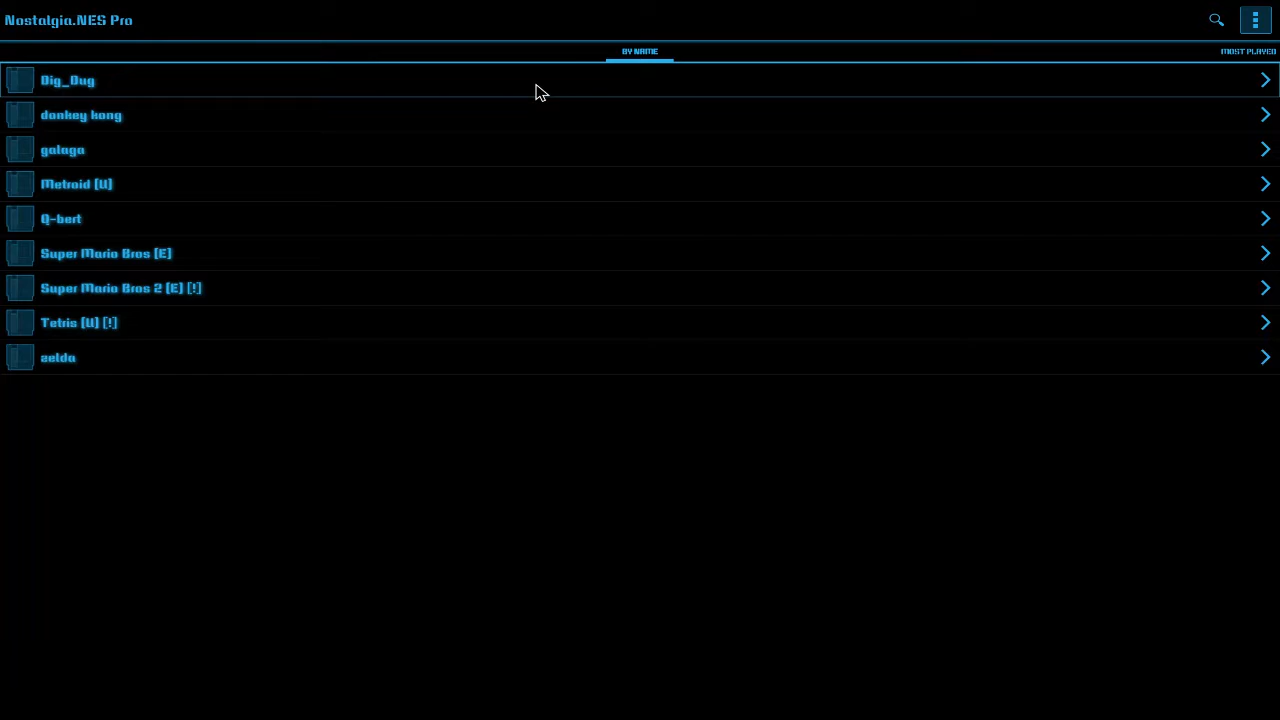 Nostalgia.NES Pro
BY NAME
MOST PLAYED
Dig_Dug
donkey kong
galaga
Metroid (U)
Q-bert
Super Mario Bros (E)
Super Mario Bros 2 (E) [!]
Tetris (U) [!]
zelda